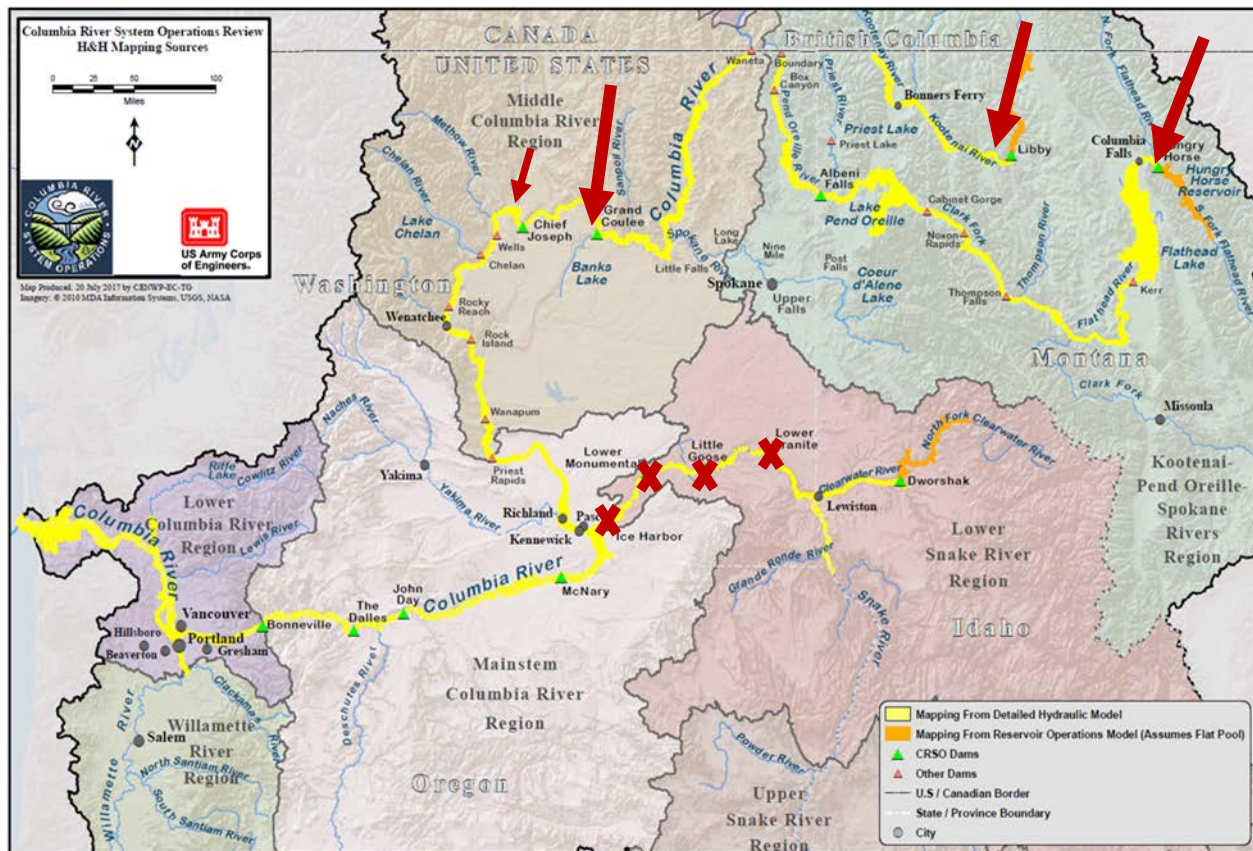 Columbia River System Operations Review
H&H Mapping Sources
0 25 50 100
Miles
N
COLUMBIA RIVER
SYSTEM OPERATIONS
US Army Corps
of Engineers®
Map Produced: 20 July 2017 by CENWP-EC-TG
Imagery: © 2010 MDA Information Systems, USGS, NASA
CANADA
UNITED STATES
British Columbia
Middle
Columbia River
Region
Waneta
Boundary
Box
Canyon
Pend Oreille River
Priest River
Priest Lake
Priest Lake
Kootenay River
Bonners Ferry
Kootenai River
Libby
N. Fork Flathead River
Columbia
Falls
Horse
Hungry
Horse
Reservoir
S. Fork Flathead River
Flathead
Lake
Flathead River
Kerr
Albeni
Falls
Lake
Pend Oreille
Cabinet Gorge
Clark Fork
Noxon
Rapids
Thompson River
Thompson
Falls
Montana
Clark Fork
Missoula
Kootenai-
Pend Oreille-
Spokane
Rivers
Region
Methow River
Chelan River
Lake
Chelan
Wells
Chelan
Chief
Joseph
Sanpoil River
Grand
Coulee
Banks
Lake
Columbia River
Spokane River
Little Falls
Long
Lake
Nine
Mile
Spokane
Upper
Falls
Post
Falls
Coeur
d'Alene
Lake
Washington
Rocky
Reach
Wenatchee
Rock
Island
Wanapum
Priest
Rapids
Naches River
Yakima
Yakima River
Richland
Kennewick
Ice Harbor
Lower
Monumental
Little
Goose
Lower
Clearwater River
Lewiston
Dworshak
North Fork Clearwater River
Grande Ronde River
Snake River
Lower
Snake River
Region
Idaho
Riffe
Lake
Cowlitz River
Lower
Columbia River
Region
Lewis River
Columbia River
Vancouver
Hillsboro
Portland
Beaverton
Gresham
Bonneville
The
Dalles
John
Day
Columbia River
McNary
Mainstem
Columbia River
Region
Deschutes River
Oregon
Clackamas River
Willamette River
Salem
Willamette
River
Region
North Santiam River
South Santiam River
Powder River
Upper
Snake River
Region
Mapping From Detailed Hydraulic Model
Mapping From Reservoir Operations Model (Assumes Flat Pool)
CRSO Dams
Other Dams
U.S / Canadian Border
State / Province Boundary
City